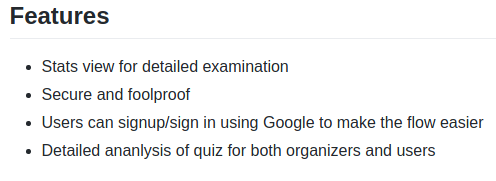 Features
Stats view for detailed examination
Secure and foolproof
Users can signup/sign in using Google to make the flow easier
Detailed ananlysis of quiz for both organizers and users